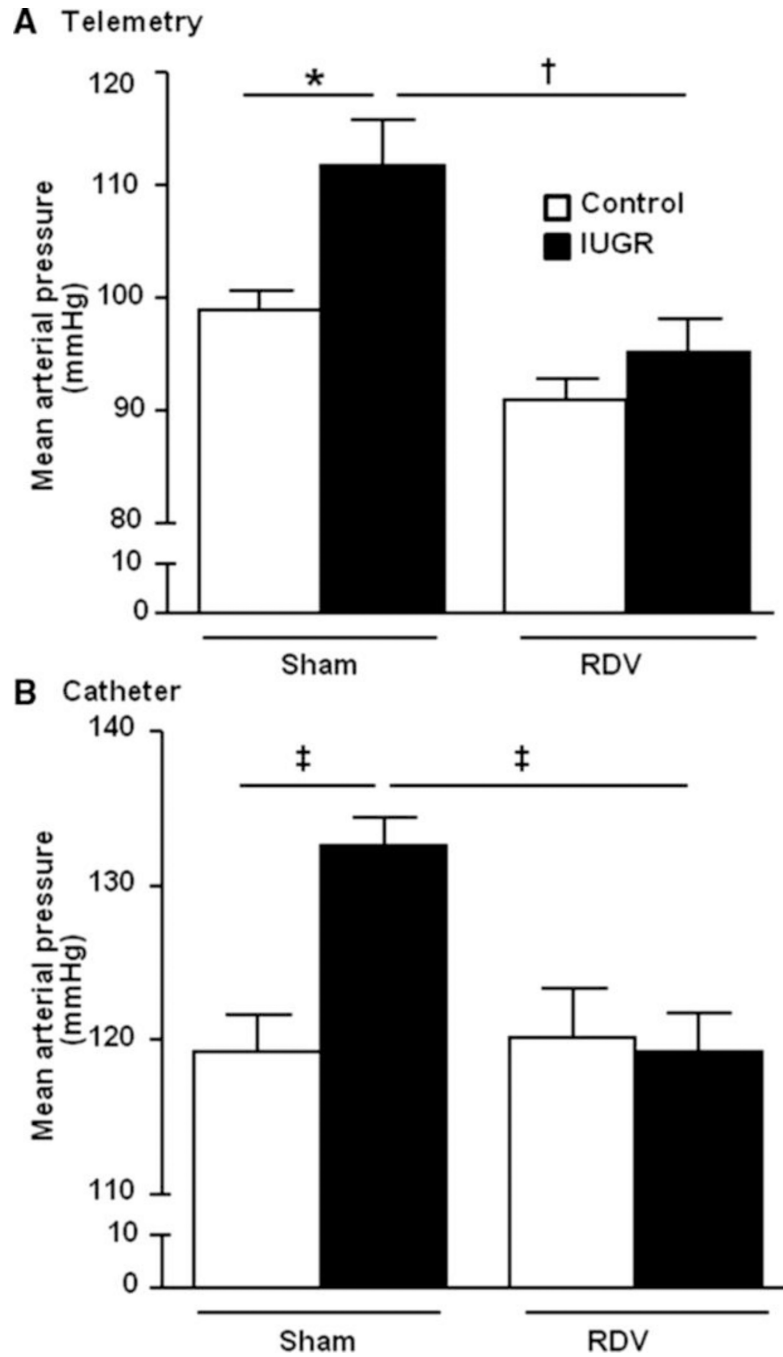 A Telemetry
* †
120
110
100
90
80
10
0
Mean arterial pressure
(mmHg)
Control
IUGR
Sham RDV
B Catheter
‡ ‡
140
130
120
110
10
0
Mean arterial pressure
(mmHg)
Sham RDV